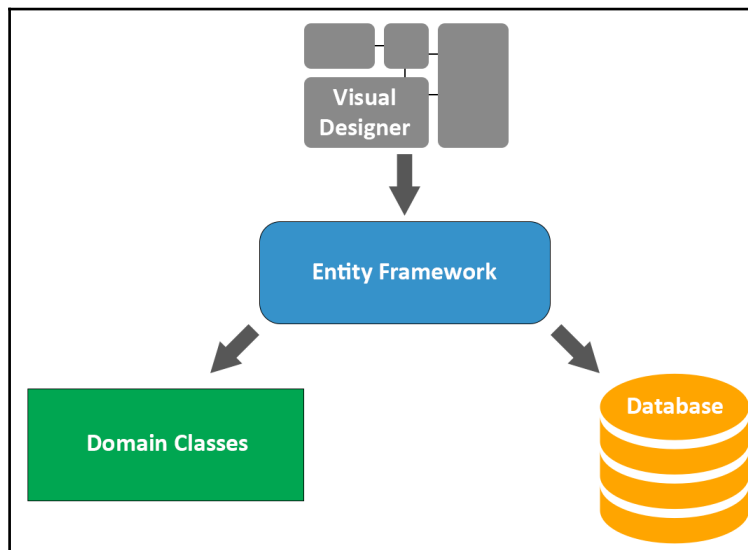 Visual
Designer
Entity Framework
Domain Classes
Database